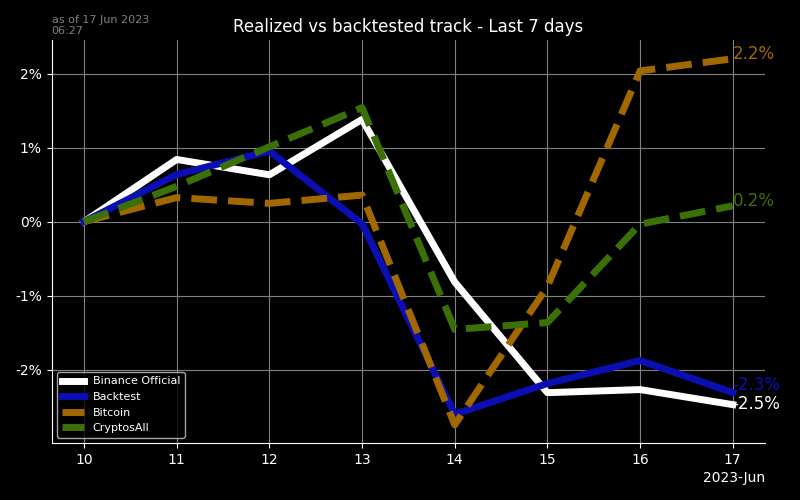 as of 17 Jun 2023
06:27
Realized vs backtested track - Last 7 days
2%
1%
0%
-1%
-2%
2.2%
0.2%
-2.3%
-2.5%
Binance Official
Backtest
Bitcoin
CryptosAll
10 11 12 13 14 15 16 17
2023-Jun